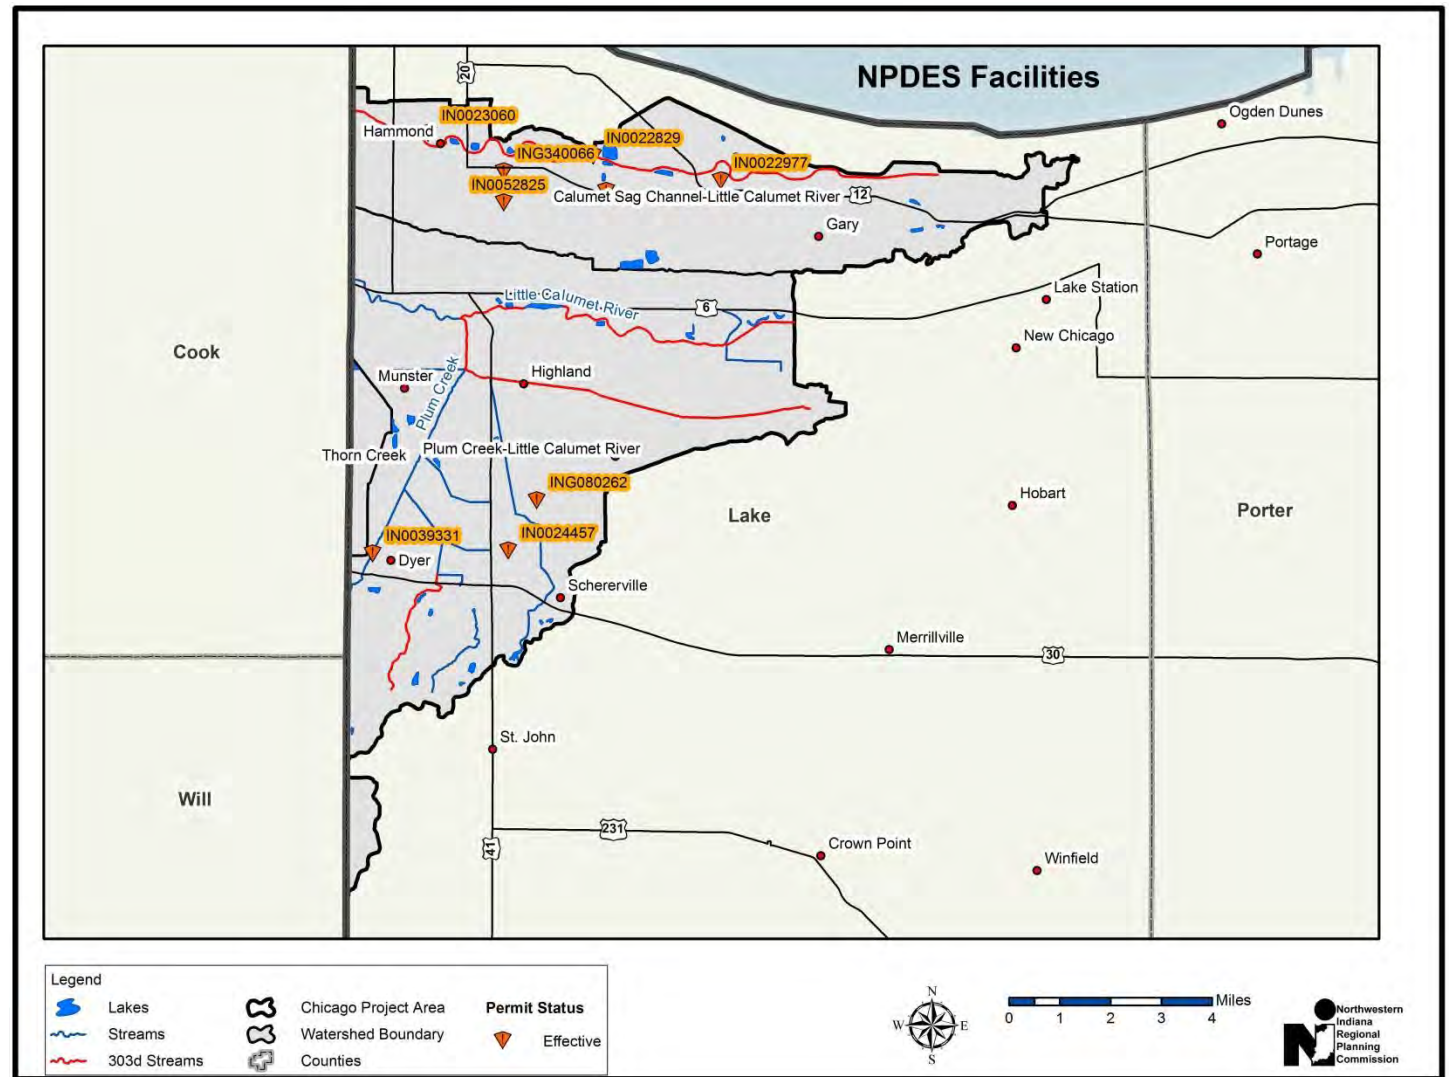 NPDES Facilities
20
Ogden Dunes
IN0023060
Hammond
IN0022829
ING340066
IN0022977
IN0052825
Calumet Sag Channel-Little Calumet River
12
Gary
Portage
Lake Station
Little Calumet River
6
New Chicago
Cook
Highland
Munster
Plum Creek
Plum Creek-Little Calumet River
Thorn Creek
ING080262
Hobart
Lake
Porter
IN0039331
IN0024457
Dyer
Schererville
Merrillville
30
St. John
Will
231
41
Crown Point
Winfield
Legend
Lakes
Chicago Project Area
Permit Status
Streams
Watershed Boundary
Effective
303d Streams
Counties
N
W
E
S
Miles
0 1 2 3 4
Northwestern
Indiana
Regional
Planning
Commission